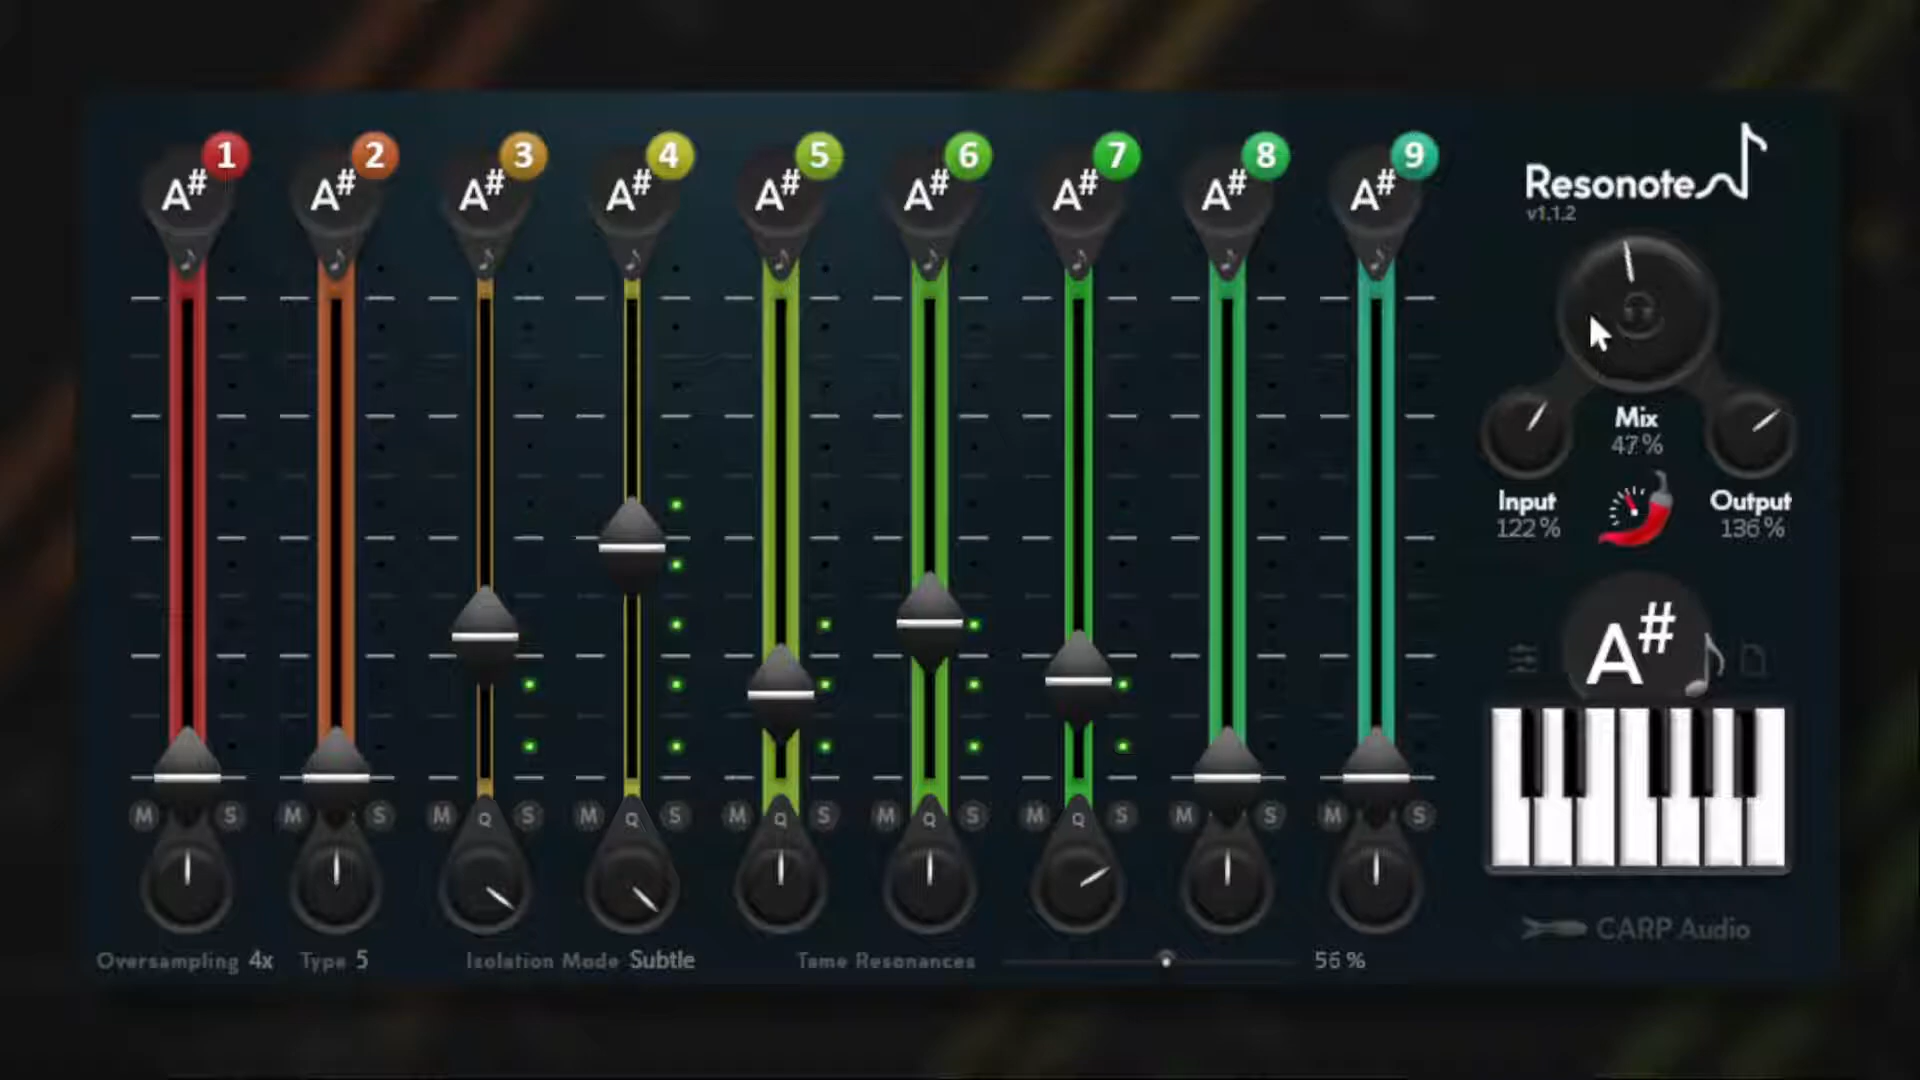 1 2 3 4 5 6 7 8 9
A# A# A# A# A# A# A# A# A#
Resonote
v1.1.2
Mix
47%
Input
122%
Output
136%
A#
M S M S M Q S M Q S M Q S M Q S M Q S M S M S
CARP Audio
Oversampling 4x Type 5 Isolation Mode Subtle Tame Resonances 56%